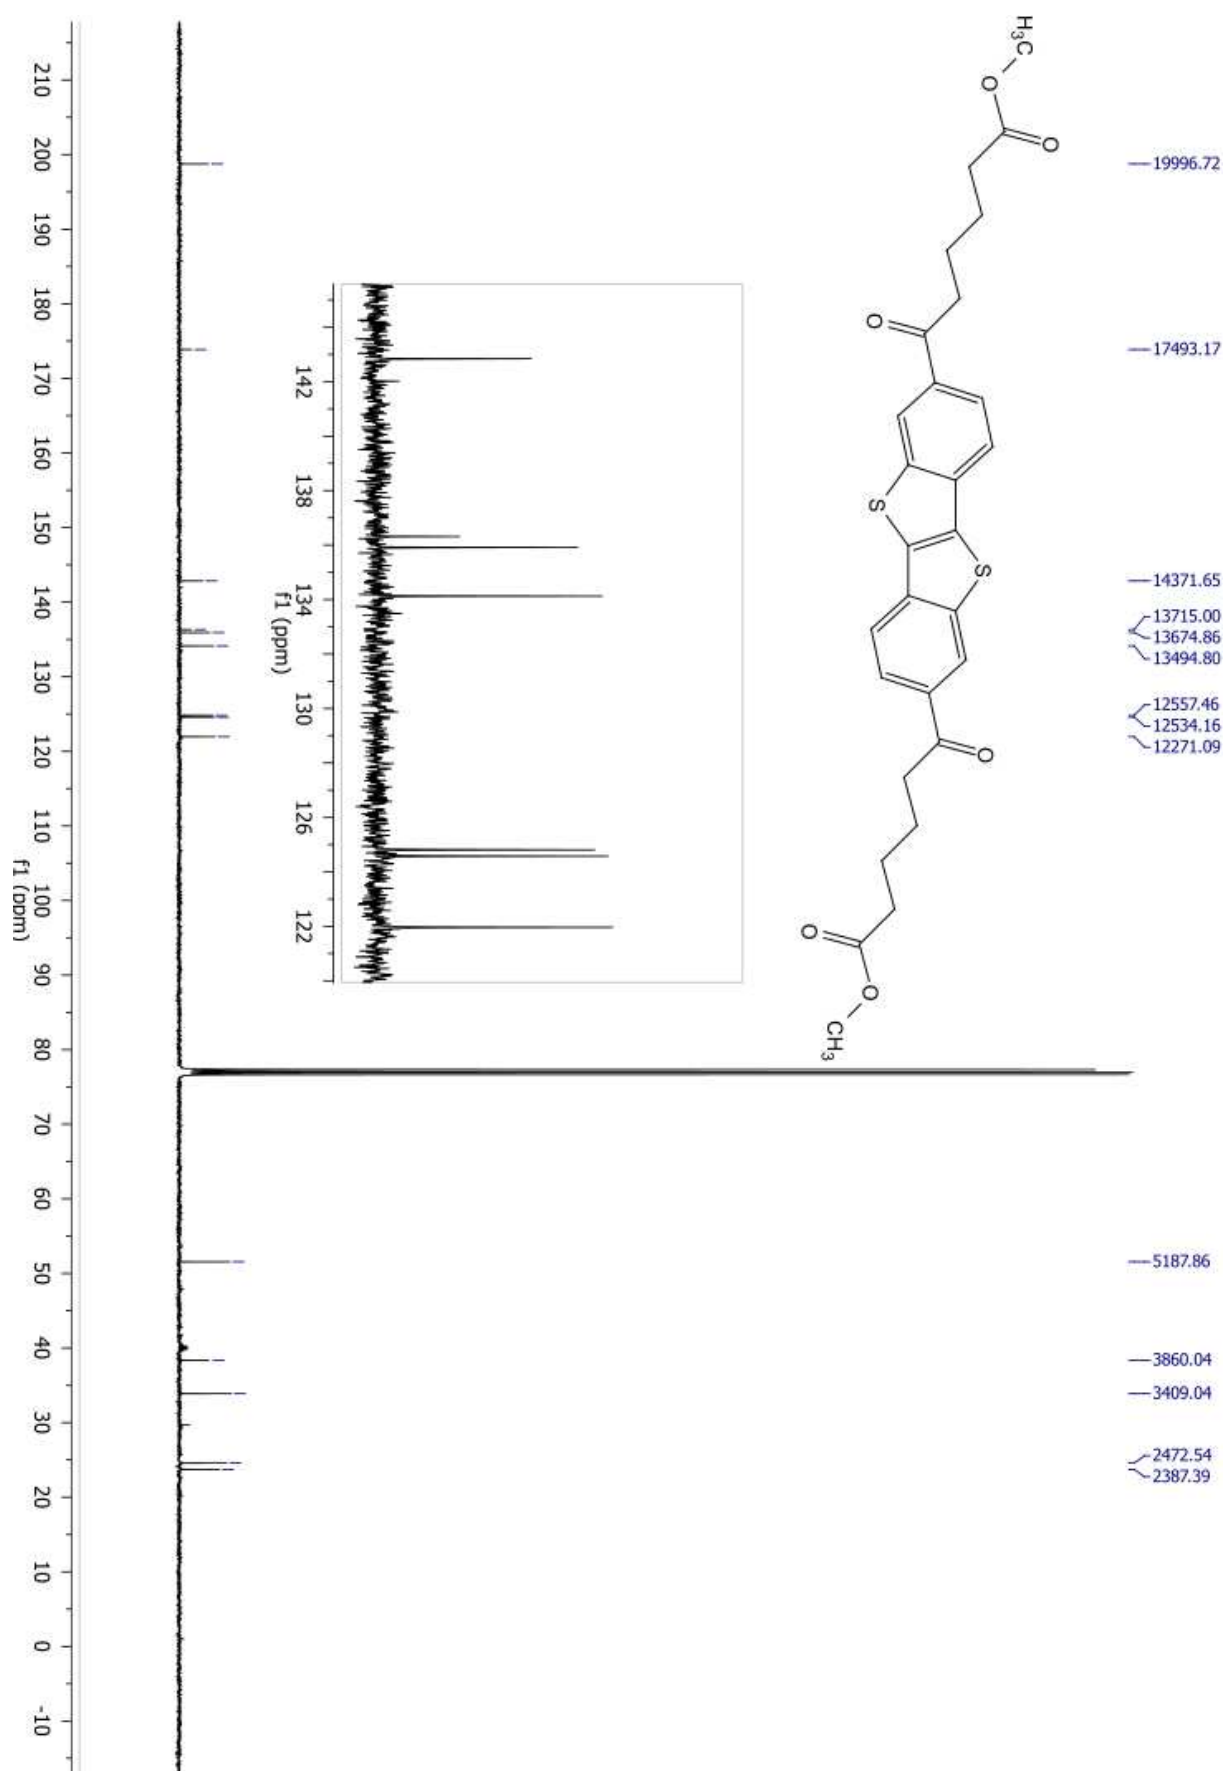 19996.72
17493.17
14371.65
13715.00
13674.86
13494.80
12557.46
12534.16
12271.09
5187.86
3860.04
3409.04
2472.54
2387.39
H₃C
O
O
O
S
S
O
O
O
CH₃
142 138 134 130 126 122
f1 (ppm)
210 200 190 180 170 160 150 140 130 120 110 100 90 80 70 60 50 40 30 20 10 0 -10
f1 (ppm)